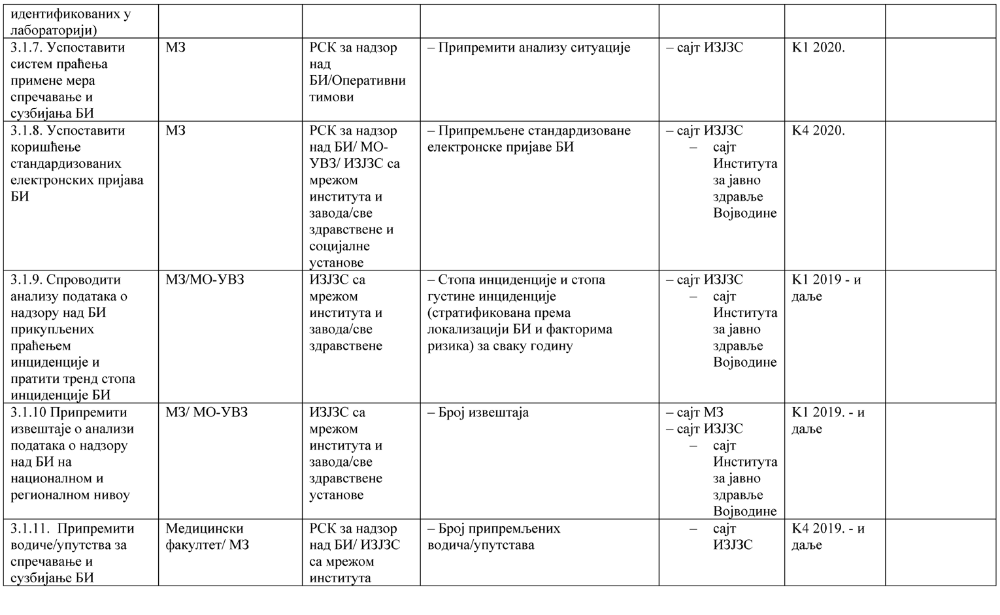 идентификованих у
лабораторији)
3.1.7. Успоставити
систем праћења
примене мера
спречавање и
сузбијања БИ
МЗ
РСК за надзор
над
БИ/Оперативни
тимови
– Припремити анализу ситуације
– сајт ИЗЈЗС
К1 2020.
3.1.8. Успоставити
коришћење
стандардизованих
електронских пријава
БИ
МЗ
РСК за надзор
над БИ/ МО-
УВЗ/ ИЗЈЗС са
мрежом
института и
завода/све
здравствене и
социјалне
установе
– Припремљене стандардизоване
електронске пријаве БИ
– сајт ИЗЈЗС
– сајт
Института
за јавно
здравље
Војводине
К4 2020.
3.1.9. Спроводити
анализу података о
надзору над БИ
прикупљених
праћењем
инциденције и
пратити тренд стопа
инциденције БИ
МЗ/МО-УВЗ
ИЗЈЗС са
мрежом
института и
завода/све
здравствене
– Стопа инциденције и стопа
густине инциденције
(стратификована према
локализацији БИ и факторима
ризика) за сваку годину
– сајт ИЗЈЗС
– сајт
Института
за јавно
здравље
Војводине
К1 2019 - и
даље
3.1.10 Припремити
извештаје о анализи
података о надзору
над БИ на
националном и
регионалном нивоу
МЗ/ МО-УВЗ
ИЗЈЗС са
мрежом
института и
завода/све
здравствене
установе
– Број извештаја
– сајт МЗ
– сајт ИЗЈЗС
– сајт
Института
за јавно
здравље
Војводине
К1 2019. - и
даље
3.1.11. Припремити
водиче/упутства за
спречавање и
сузбијање БИ
Медицински
факултет/ МЗ
РСК за надзор
над БИ/ ИЗЈЗС
са мрежом
института
– Број припремљених
водича/упутстава
– сајт
ИЗЈЗС
К4 2019. - и
даље